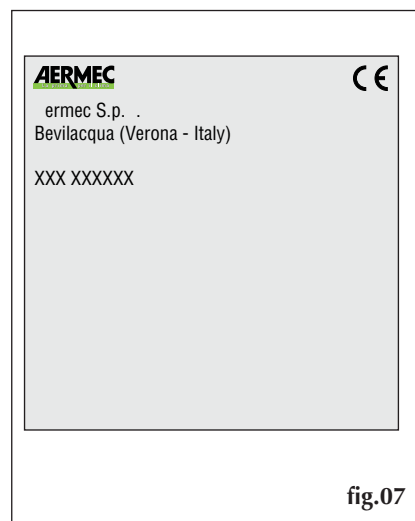 AERMEC CE
ermec S.p. .
Bevilacqua (Verona - Italy)
XXX XXXXXX
fig.07